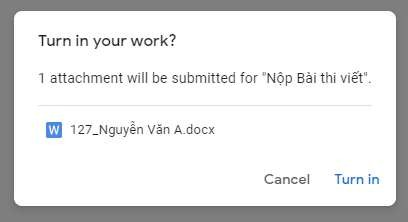 Turn in your work?
1 attachment will be submitted for "Nộp Bài thi viết".
W 127_Nguyễn Văn A.docx
Cancel Turn in